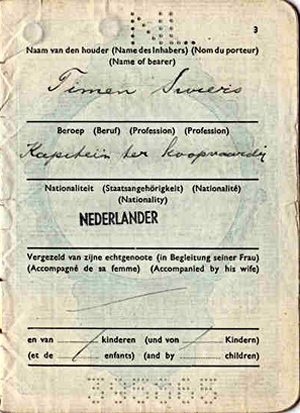 NL.
3
Naam van den houder (Name des Inhabers) (Nom du porteur)
(Name of bearer)
Timen Swiers
Beroep (Beruf) (Profession) (Profession)
Kapitein ter koopvaardij
Nationaliteit (Staatsangehörigkeit) (Nationalité)
(Nationality)
NEDERLANDER
Vergezeld van zijne echtgenoote (in Begleitung seiner Frau)
(Accompagné de sa femme) (Accompanied by his wife)
en van kinderen (und von Kindern)
(et de enfants) (and by children)